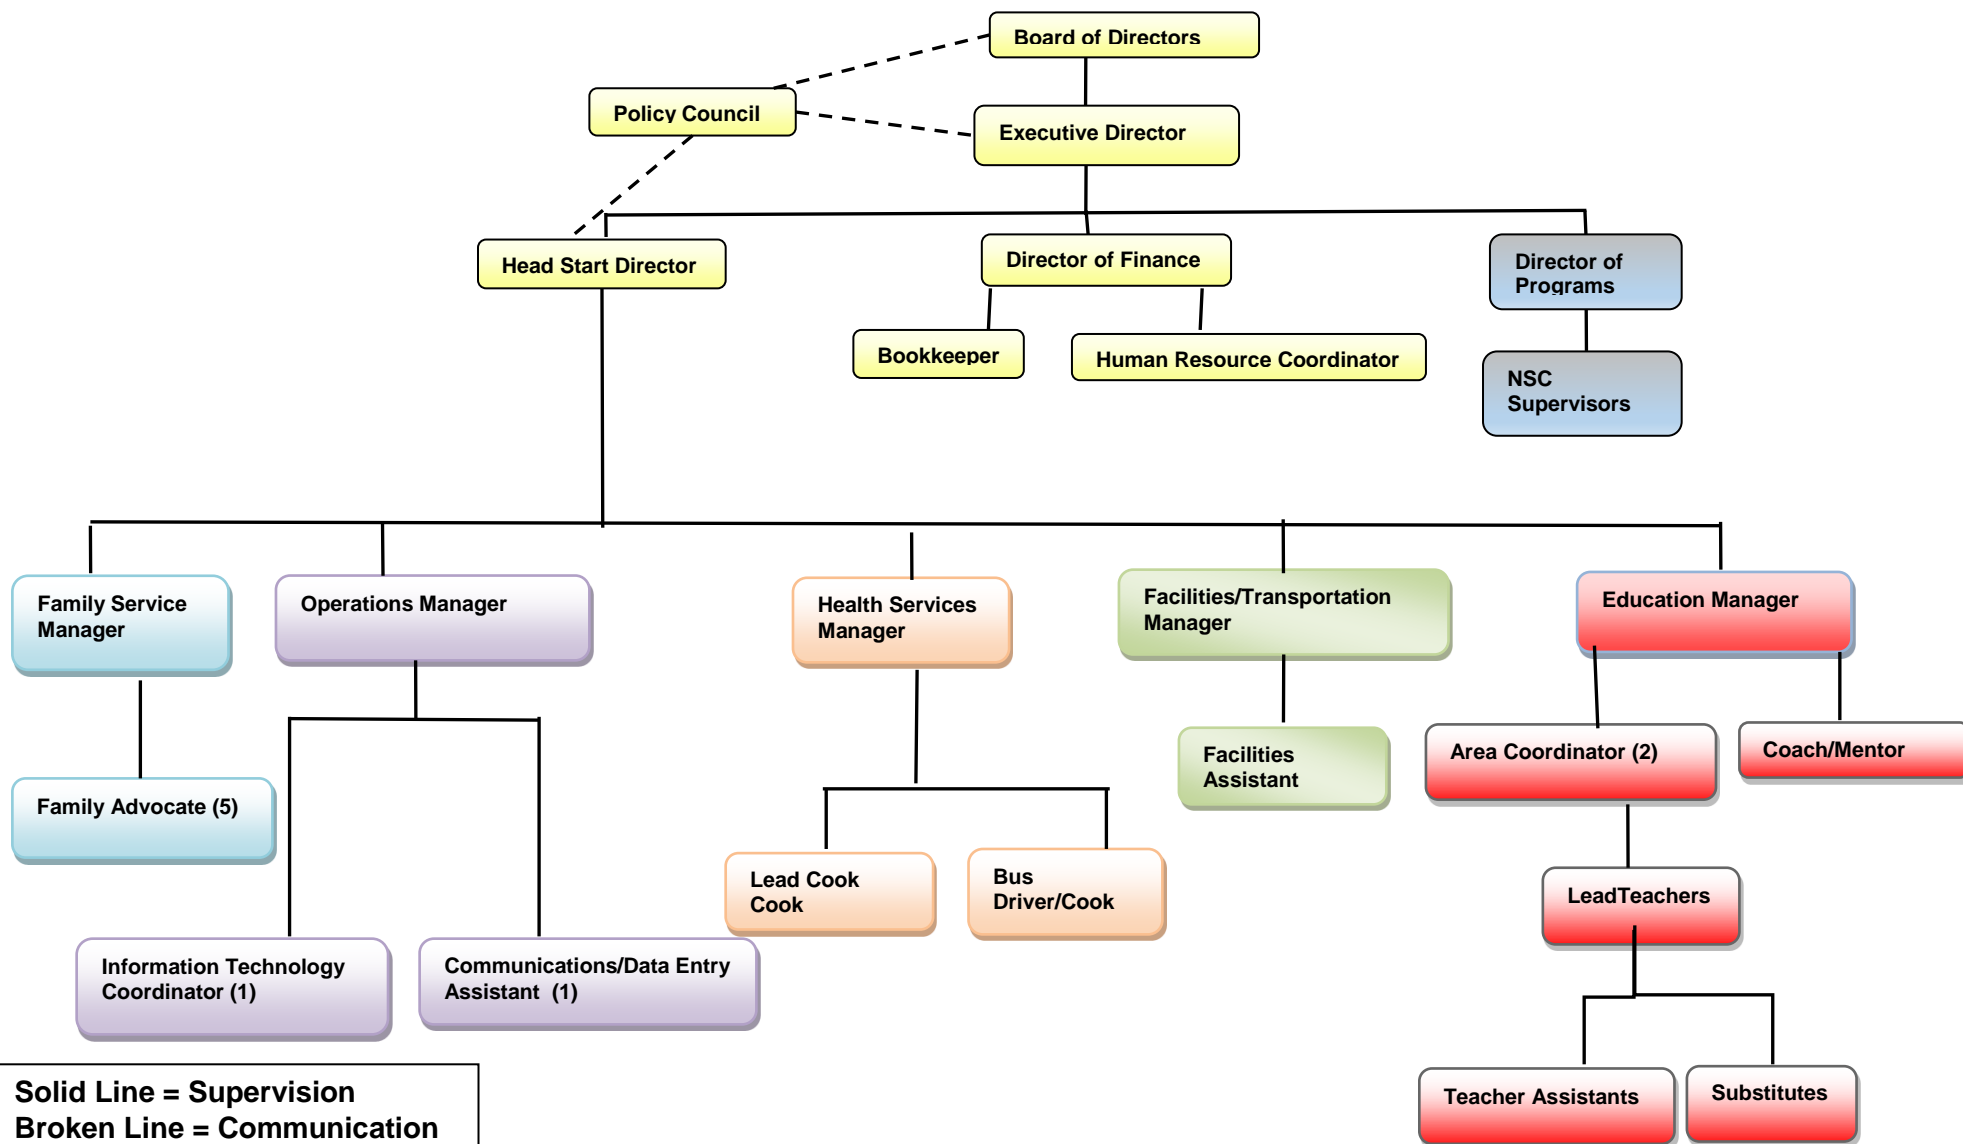 Board of Directors
Policy Council
Executive Director
Head Start Director
Director of Finance
Director of
Programs
Bookkeeper
Human Resource Coordinator
NSC
Supervisors
Family Service
Manager
Operations Manager
Health Services
Manager
Facilities/Transportation
Manager
Education Manager
Family Advocate (5)
Facilities
Assistant
Area Coordinator (2)
Coach/Mentor
Lead Cook
Cook
Bus
Driver/Cook
LeadTeachers
Information Technology
Coordinator (1)
Communications/Data Entry
Assistant  (1)
Teacher Assistants
Substitutes
Solid Line = Supervision
Broken Line = Communication